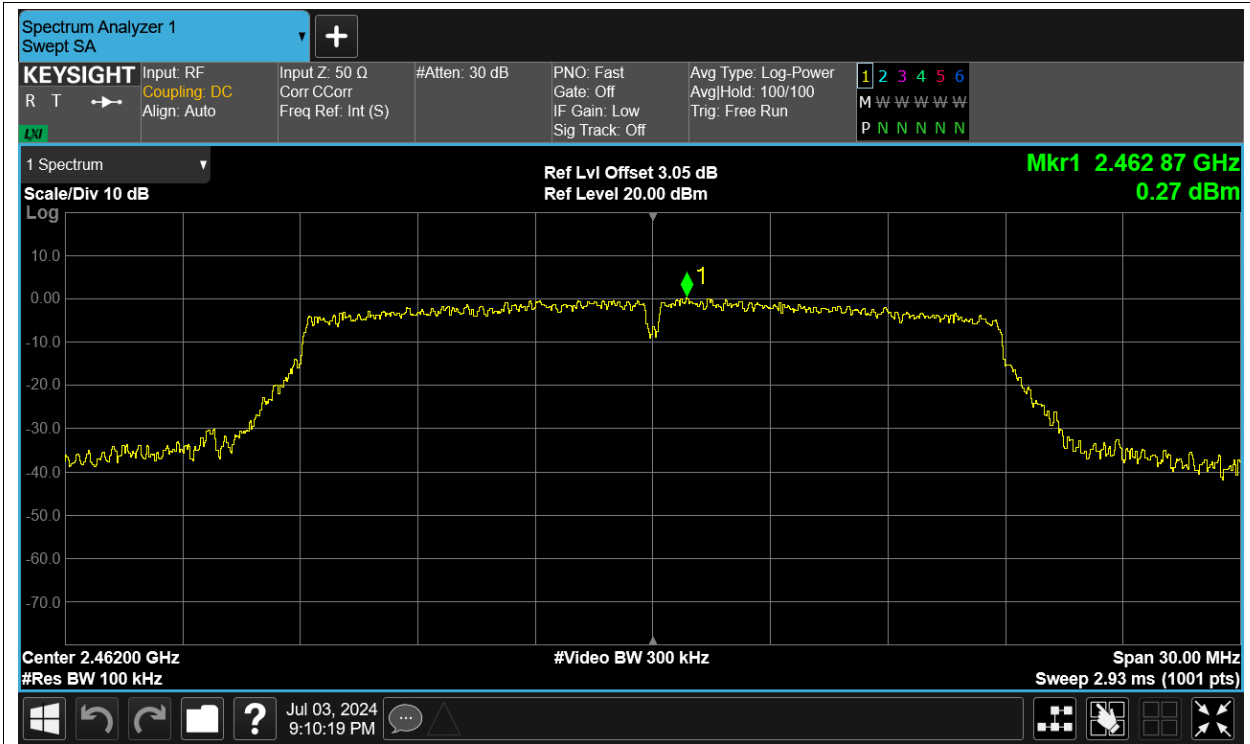 Spectrum Analyzer 1
Swept SA
+
KEYSIGHT
R T
LXI
Input: RF
Coupling: DC
Align: Auto
Input Z: 50 Ω
Corr CCorr
Freq Ref: Int (S)
#Atten: 30 dB
PNO: Fast
Gate: Off
IF Gain: Low
Sig Track: Off
Avg Type: Log-Power
Avg|Hold: 100/100
Trig: Free Run
1 2 3 4 5 6
M W W W W W
P N N N N N
1 Spectrum
Scale/Div 10 dB
Log
Ref Lvl Offset 3.05 dB
Ref Level 20.00 dBm
Mkr1 2.462 87 GHz
0.27 dBm
1
10.0
0.00
-10.0
-20.0
-30.0
-40.0
-50.0
-60.0
-70.0
Center 2.46200 GHz
#Video BW 300 kHz
Span 30.00 MHz
#Res BW 100 kHz
Sweep 2.93 ms (1001 pts)
?
Jul 03, 2024
9:10:19 PM